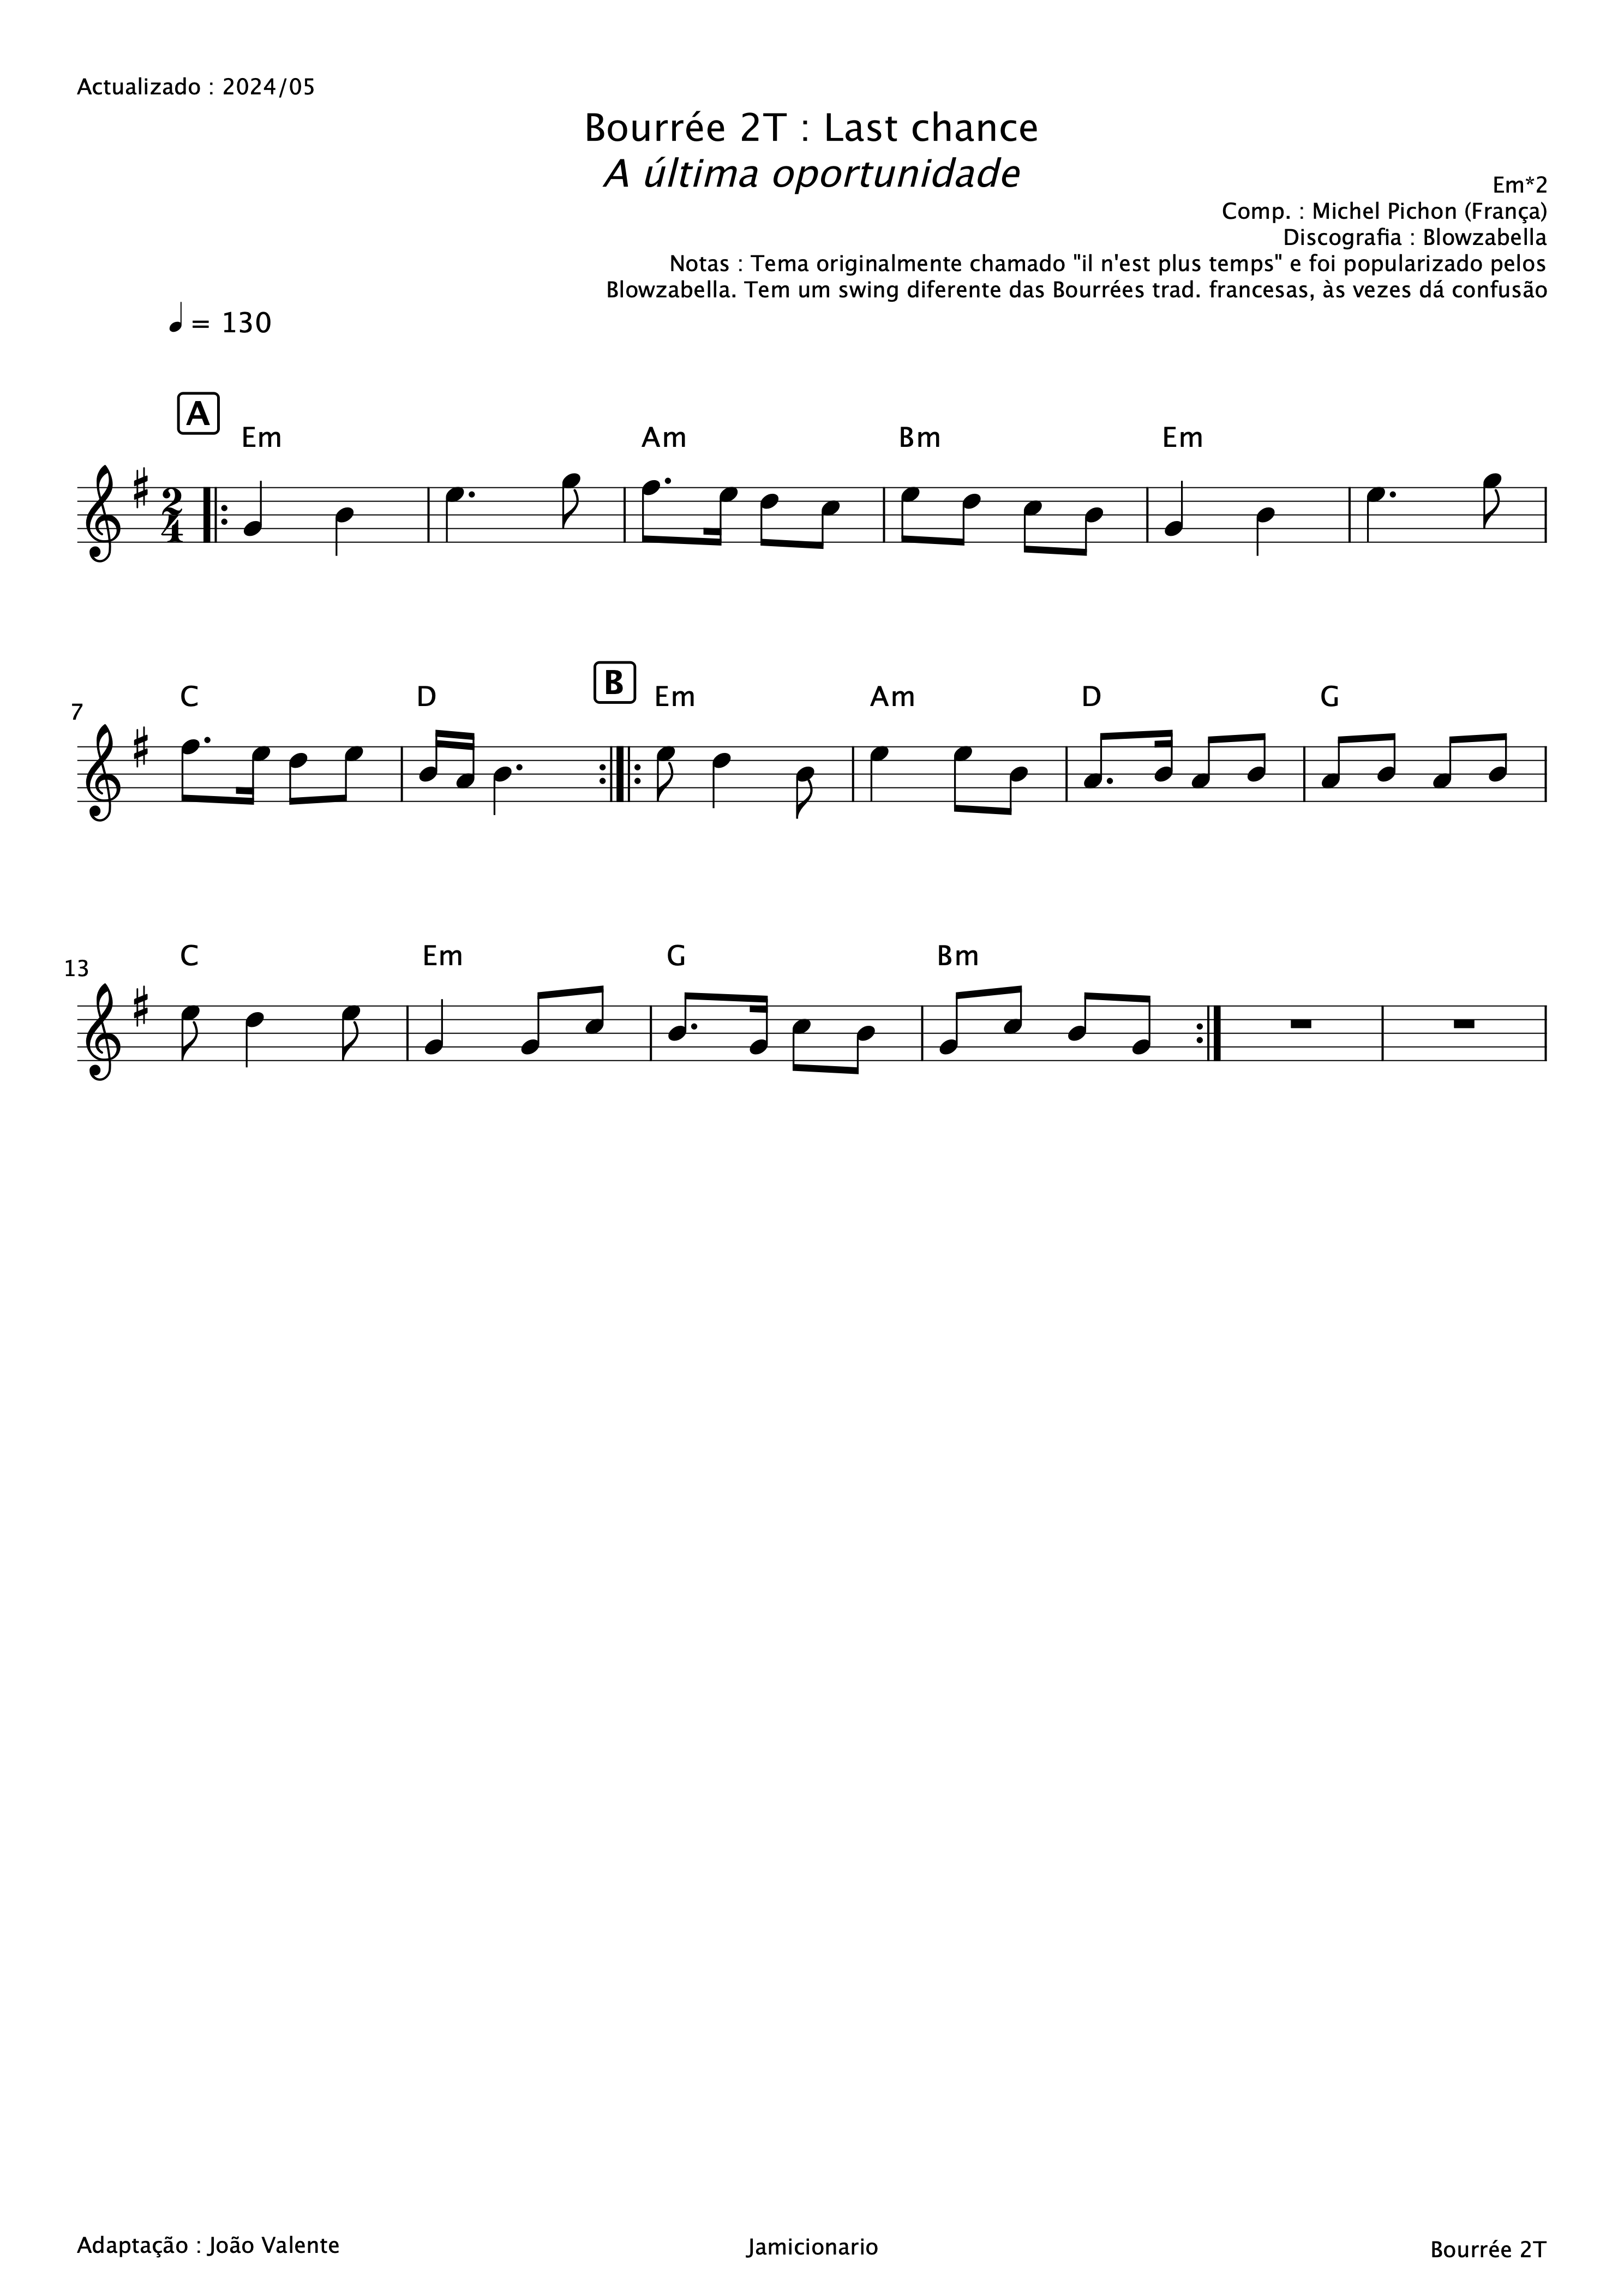 Actualizado : 2024/05
Bourrée 2T : Last chance
A última oportunidade
Em*2
Comp. : Michel Pichon (França)
Discografia : Blowzabella
Notas : Tema originalmente chamado "il n'est plus temps" e foi popularizado pelos
Blowzabella. Tem um swing diferente das Bourrées trad. francesas, às vezes dá confusão
= 130
A
Em Am Bm Em
2
4
B
7 C D Em Am D G
13 C Em G Bm
Adaptação : João Valente
Jamicionario
Bourrée 2T